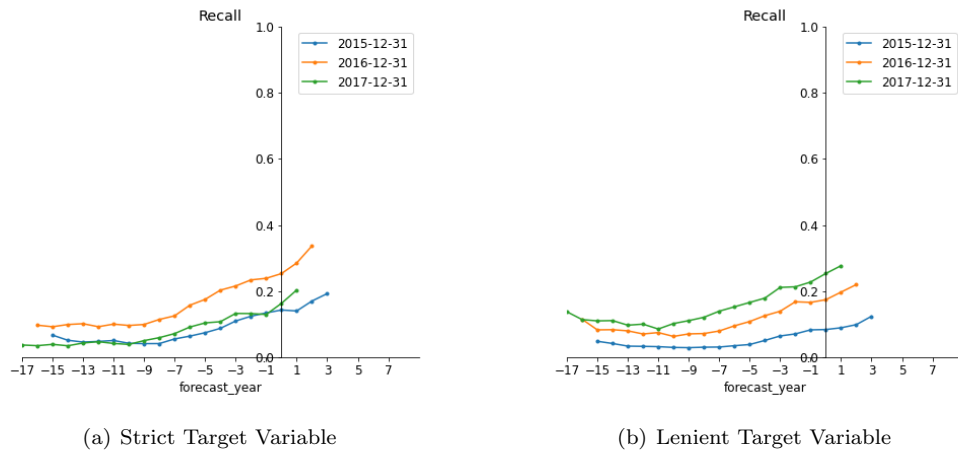 Recall
1.0
2015-12-31
2016-12-31
2017-12-31
0.8
0.6
0.4
0.2
0.0
−17 −15 −13 −11 −9 −7 −5 −3 −1 1 3 5 7
forecast_year
(a) Strict Target Variable
Recall
1.0
2015-12-31
2016-12-31
2017-12-31
0.8
0.6
0.4
0.2
0.0
−17 −15 −13 −11 −9 −7 −5 −3 −1 1 3 5 7
forecast_year
(b) Lenient Target Variable